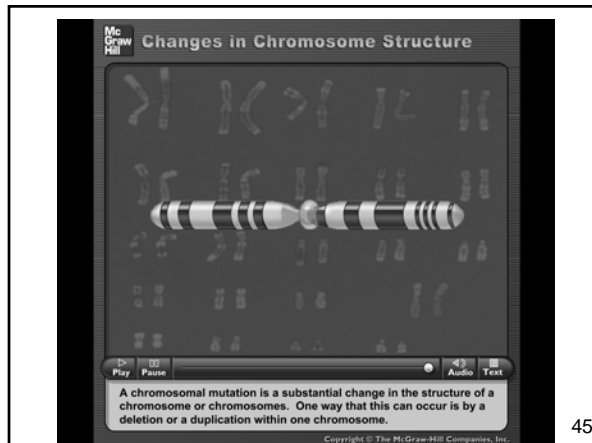 Mc
Graw
Hill
Changes in Chromosome Structure
Play
Pause
Audio
Text
A chromosomal mutation is a substantial change in the structure of a
chromosome or chromosomes. One way that this can occur is by a
deletion or a duplication within one chromosome.
Copyright © The McGraw-Hill Companies, Inc.
45